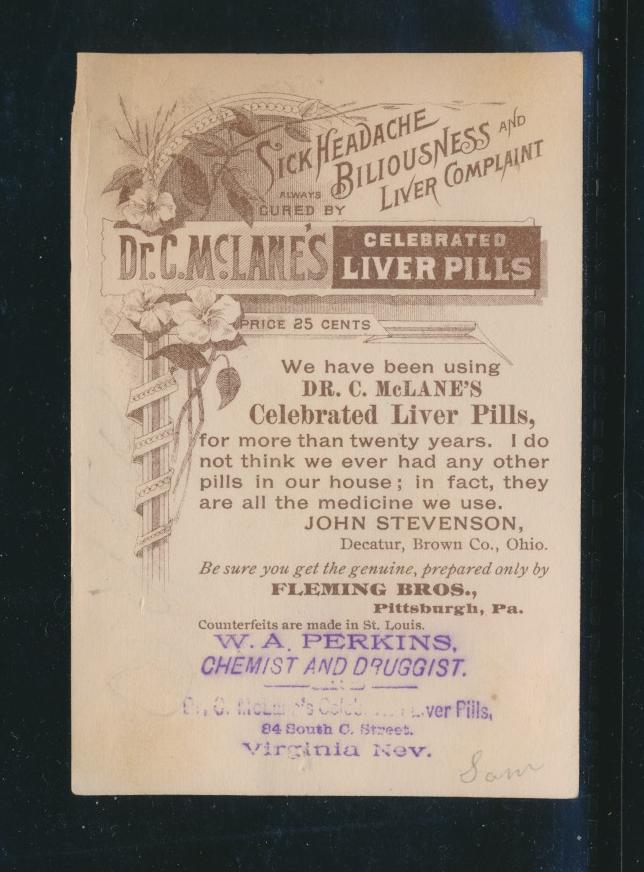 SICK HEADACHE
BILIOUSNESS AND
LIVER COMPLAINT
ALWAYS
CURED BY
Dr. C. McLANE'S
CELEBRATED
LIVER PILLS
PRICE 25 CENTS
We have been using
DR. C. McLANE'S
Celebrated Liver Pills,
for more than twenty years. I do
not think we ever had any other
pills in our house; in fact, they
are all the medicine we use.
JOHN STEVENSON,
Decatur, Brown Co., Ohio.
Be sure you get the genuine, prepared only by
FLEMING BROS.,
Pittsburgh, Pa.
Counterfeits are made in St. Louis.
W. A. PERKINS,
CHEMIST AND DRUGGIST.
Dr. C. McLane's Liver Pills,
84 South C. Street.
Virginia Nev.
Sam